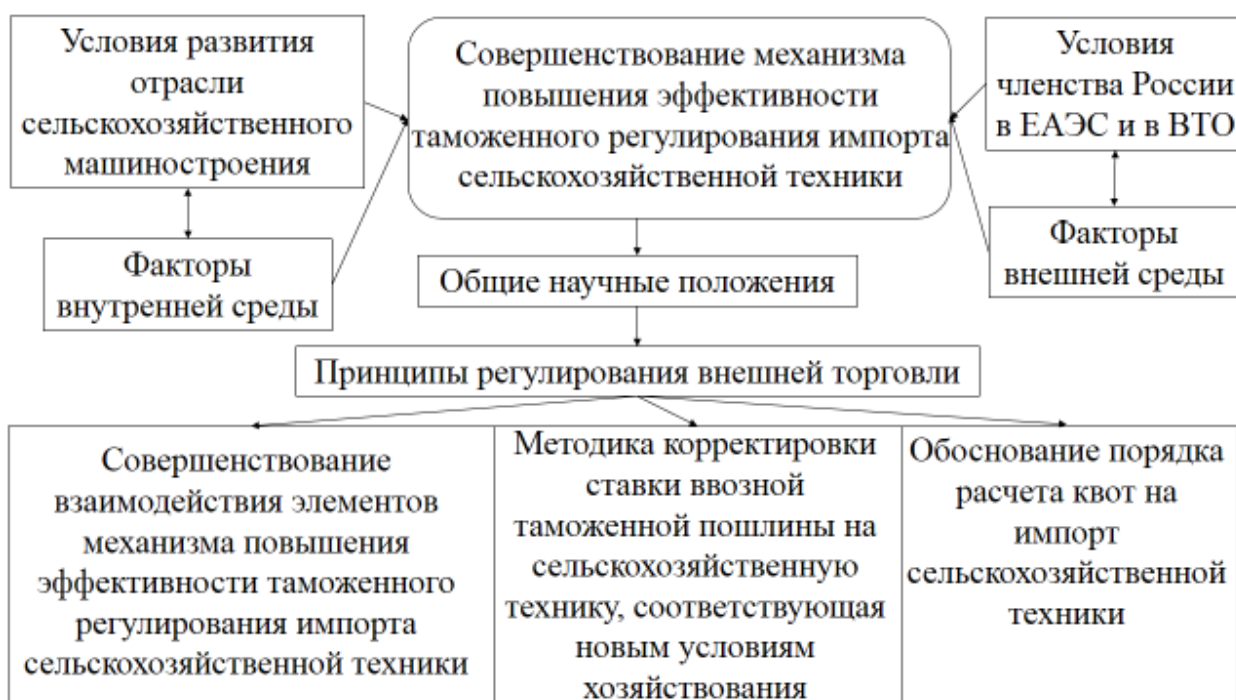 Условия развития
отрасли
сельскохозяйственного
машиностроения
Совершенствование механизма
повышения эффективности
таможенного регулирования импорта
сельскохозяйственной техники
Условия
членства России
в ЕАЭС и в ВТО
Факторы
внутренней среды
Общие научные положения
Факторы
внешней среды
Принципы регулирования внешней торговли
Совершенствование
взаимодействия элементов
механизма повышения
эффективности таможенного
регулирования импорта
сельскохозяйственной техники
Методика корректировки
ставки ввозной
таможенной пошлины на
сельскохозяйственную
технику, соответствующая
новым условиям
хозяйствования
Обоснование порядка
расчета квот на
импорт
сельскохозяйственной
техники